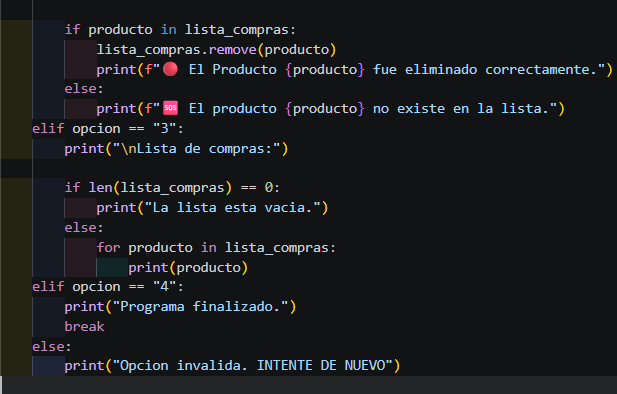 if producto in lista_compras:
lista_compras.remove(producto)
print(f"🔴 El Producto {producto} fue eliminado correctamente.")
else:
print(f"🆘 El producto {producto} no existe en la lista.")
elif opcion == "3":
print("\nLista de compras:")
if len(lista_compras) == 0:
print("La lista esta vacia.")
else:
for producto in lista_compras:
print(producto)
elif opcion == "4":
print("Programa finalizado.")
break
else:
print("Opcion invalida. INTENTE DE NUEVO")